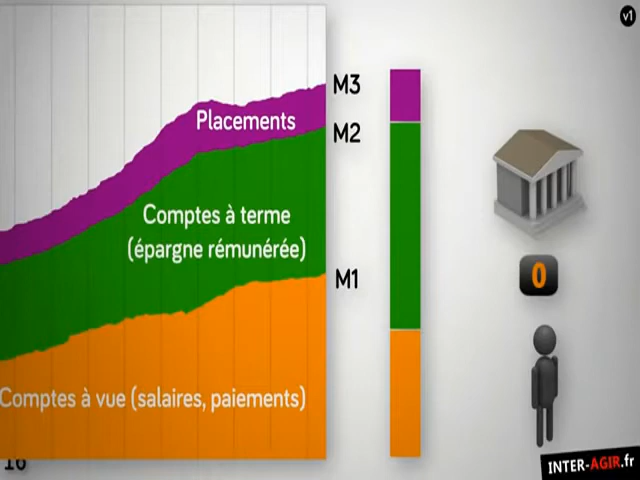 v1
M3
Placements
M2
Comptes à terme
(épargne rémunérée)
M1
0
Comptes à vue (salaires, paiements)
INTER-AGIR.fr